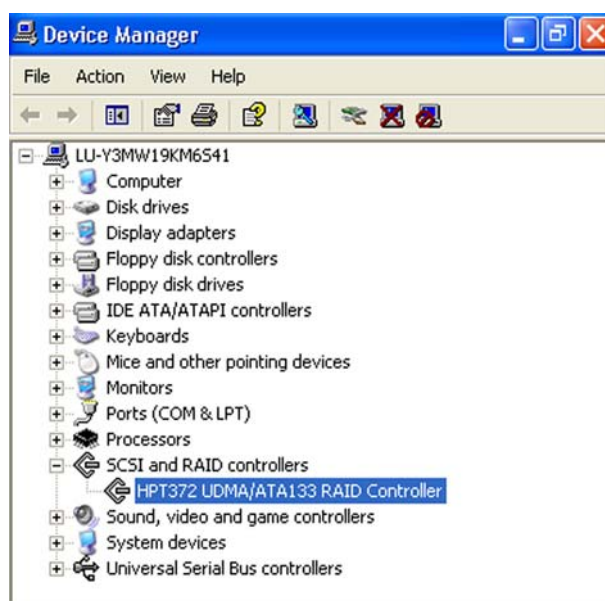 Device Manager
File Action View Help
LU-Y3MW19KM6S41
Computer
Disk drives
Display adapters
Floppy disk controllers
Floppy disk drives
IDE ATA/ATAPI controllers
Keyboards
Mice and other pointing devices
Monitors
Ports (COM & LPT)
Processors
SCSI and RAID controllers
HPT372 UDMA/ATA133 RAID Controller
Sound, video and game controllers
System devices
Universal Serial Bus controllers